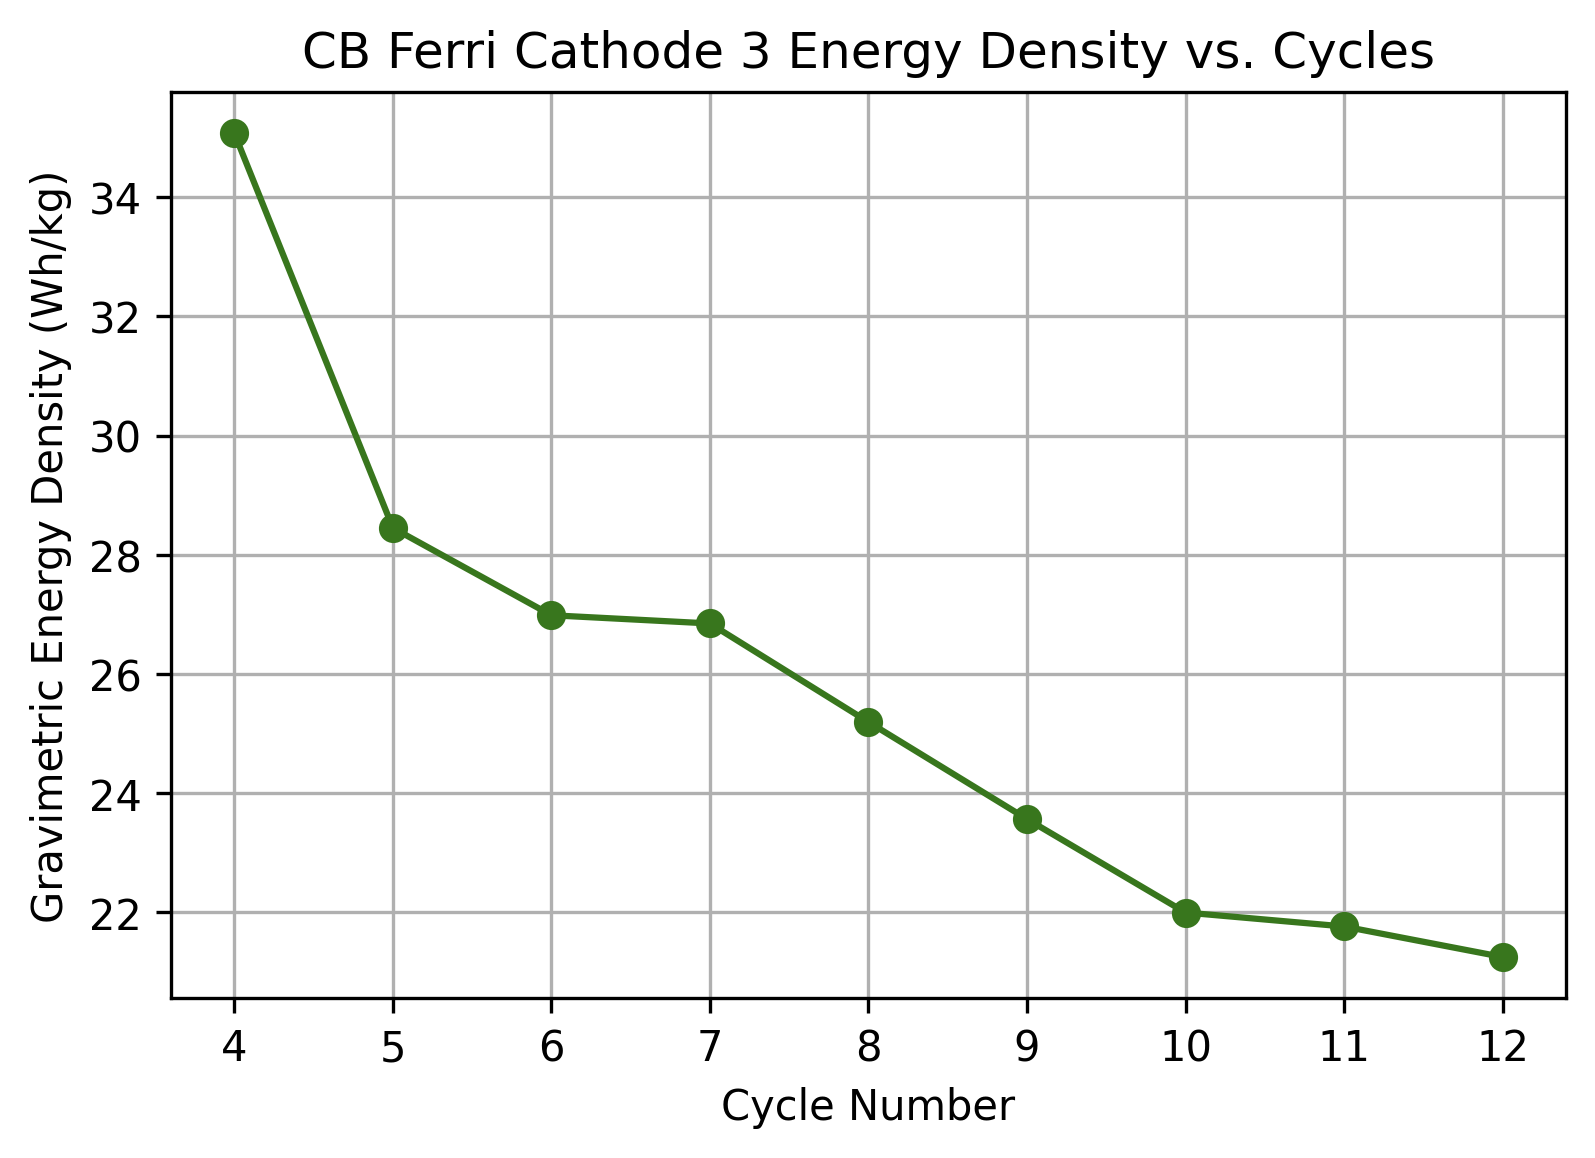 CB Ferri Cathode 3 Energy Density vs. Cycles
Gravimetric Energy Density (Wh/kg)
34
32
30
28
26
24
22
4 5 6 7 8 9 10 11 12
Cycle Number